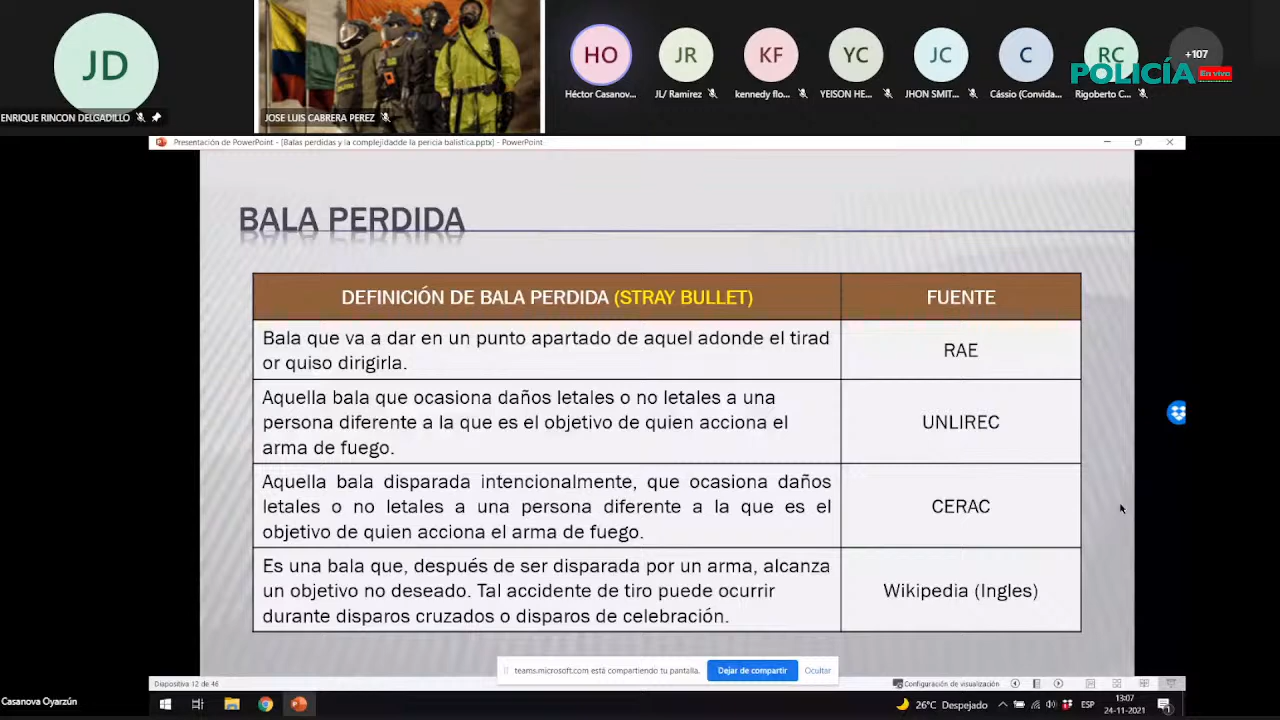 JD
ENRIQUE RINCON DELGADILLO
JOSE LUIS CABRERA PEREZ
HO
JR
KF
YC
JC
C
RC
+107
Héctor Casanov...
JL/ Ramirez
kennedy flo...
YEISON HE...
JHON SMIT...
Cássio (Convida...
Rigoberto C...
POLICÍA En vivo
Presentación de PowerPoint - [Balas perdidas y la complejidadde la pericia balistica.pptx] - PowerPoint
BALA PERDIDA
DEFINICIÓN DE BALA PERDIDA (STRAY BULLET)
FUENTE
Bala que va a dar en un punto apartado de aquel adonde el tirad
or quiso dirigirla.
RAE
Aquella bala que ocasiona daños letales o no letales a una
persona diferente a la que es el objetivo de quien acciona el
arma de fuego.
UNLIREC
Aquella bala disparada intencionalmente, que ocasiona daños
letales o no letales a una persona diferente a la que es el
objetivo de quien acciona el arma de fuego.
CERAC
Es una bala que, después de ser disparada por un arma, alcanza
un objetivo no deseado. Tal accidente de tiro puede ocurrir
durante disparos cruzados o disparos de celebración.
Wikipedia (Ingles)
teams.microsoft.com está compartiendo tu pantalla.
Dejar de compartir
Ocultar
Diapositiva 12 de 46
Configuración de visualización
Casanova Oyarzún
26°C Despejado
ESP
13:07
24-11-2021